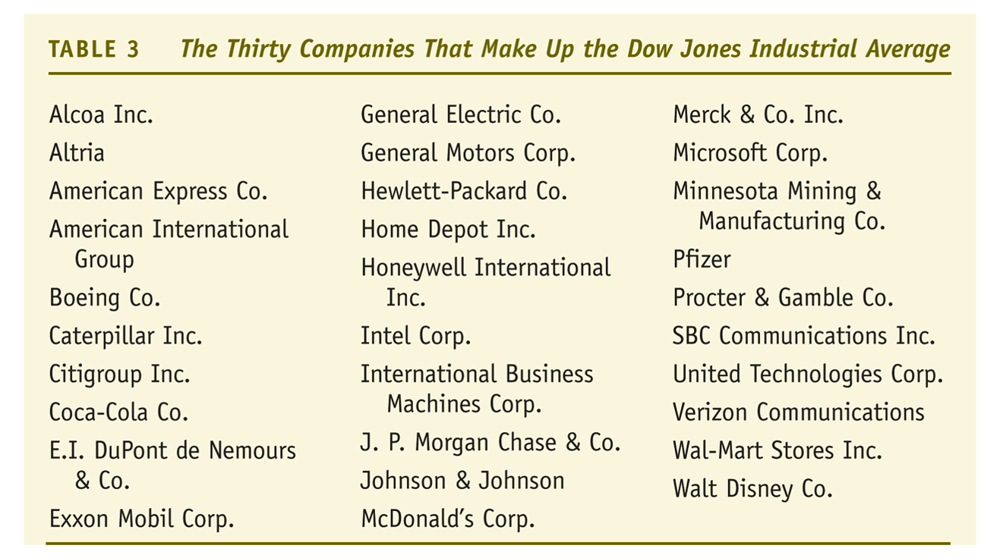 TABLE 3 The Thirty Companies That Make Up the Dow Jones Industrial Average
Alcoa Inc.
Altria
American Express Co.
American International
Group
Boeing Co.
Caterpillar Inc.
Citigroup Inc.
Coca-Cola Co.
E.I. DuPont de Nemours
& Co.
Exxon Mobil Corp.
General Electric Co.
General Motors Corp.
Hewlett-Packard Co.
Home Depot Inc.
Honeywell International
Inc.
Intel Corp.
International Business
Machines Corp.
J. P. Morgan Chase & Co.
Johnson & Johnson
McDonald’s Corp.
Merck & Co. Inc.
Microsoft Corp.
Minnesota Mining &
Manufacturing Co.
Pfizer
Procter & Gamble Co.
SBC Communications Inc.
United Technologies Corp.
Verizon Communications
Wal-Mart Stores Inc.
Walt Disney Co.